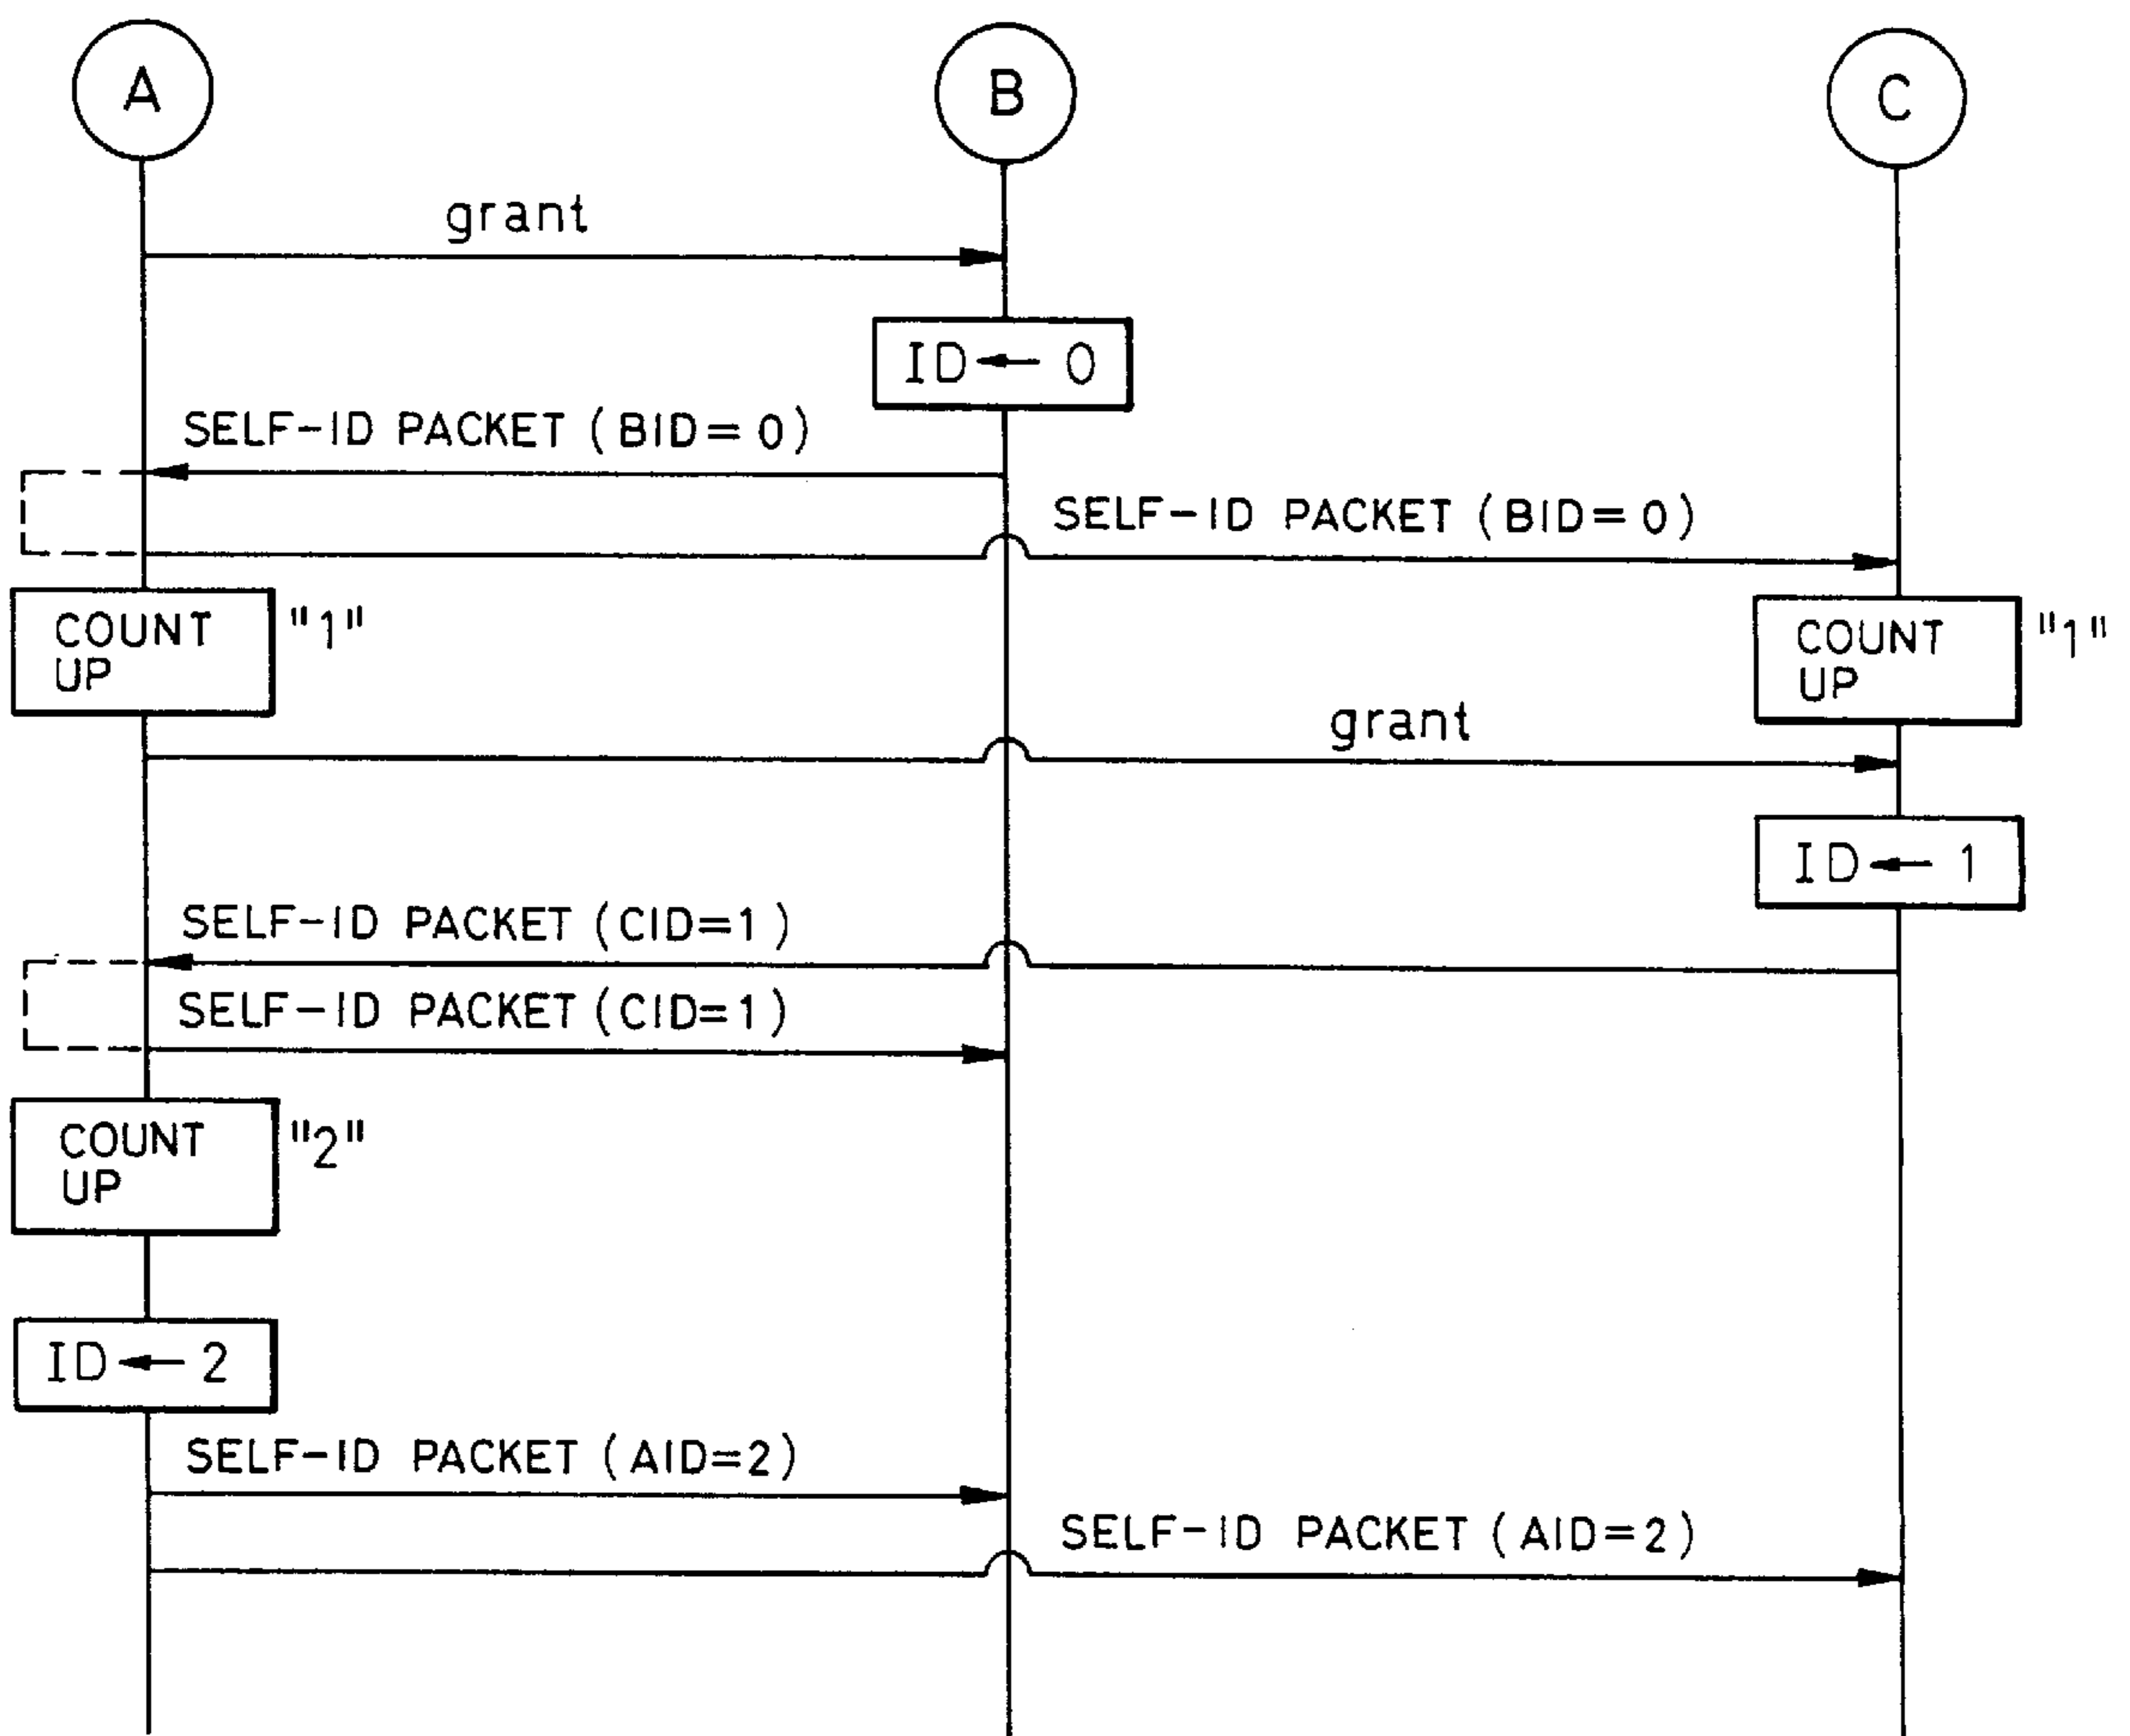 A
B
C
grant
ID ← 0
SELF-ID PACKET (BID=0)
SELF-ID PACKET (BID=0)
COUNT
UP
"1"
COUNT
UP
"1"
grant
ID ← 1
SELF-ID PACKET (CID=1)
SELF-ID PACKET (CID=1)
COUNT
UP
"2"
ID ← 2
SELF-ID PACKET (AID=2)
SELF-ID PACKET (AID=2)